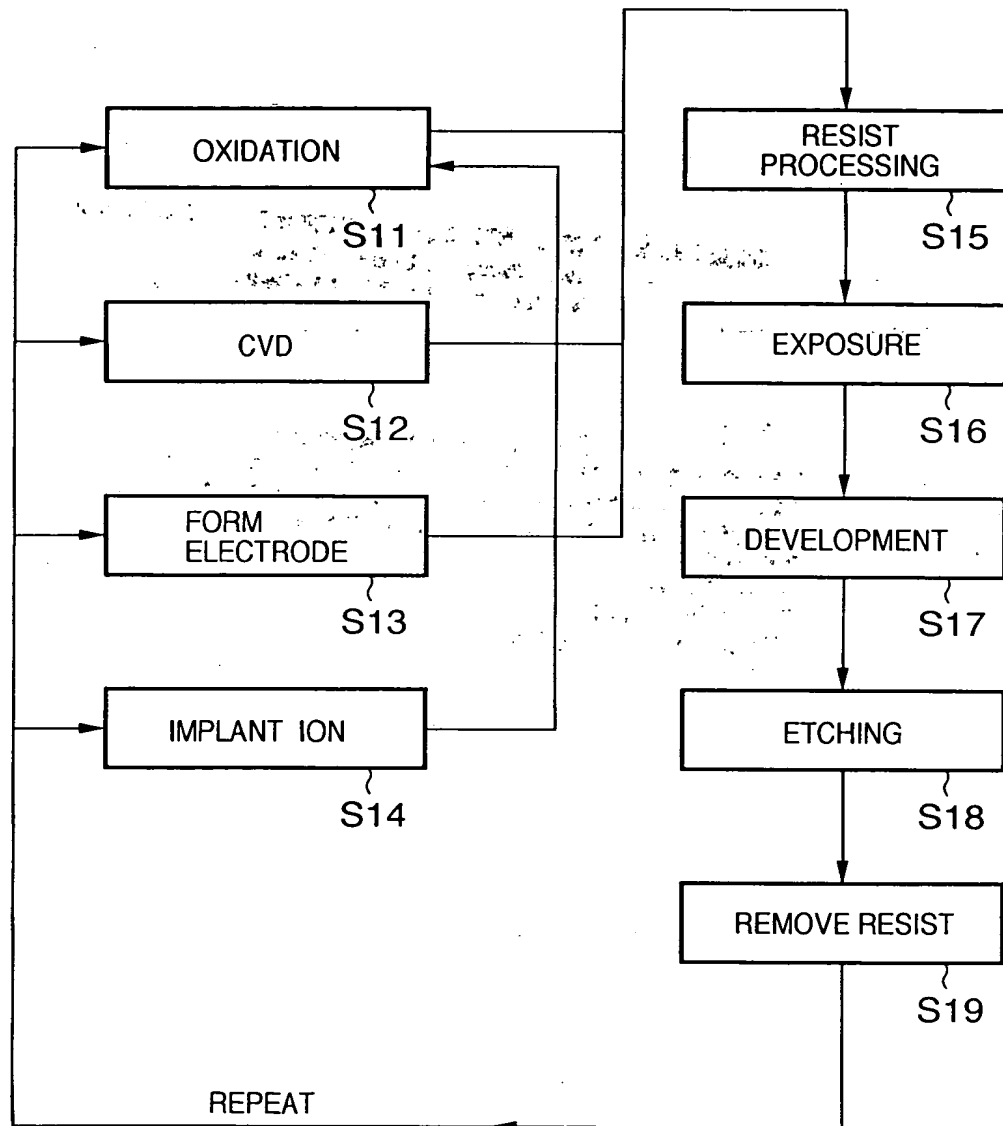 OXIDATION
S11
CVD
S12
FORM
ELECTRODE
S13
IMPLANT ION
S14
RESIST
PROCESSING
S15
EXPOSURE
S16
DEVELOPMENT
S17
ETCHING
S18
REMOVE RESIST
S19
REPEAT